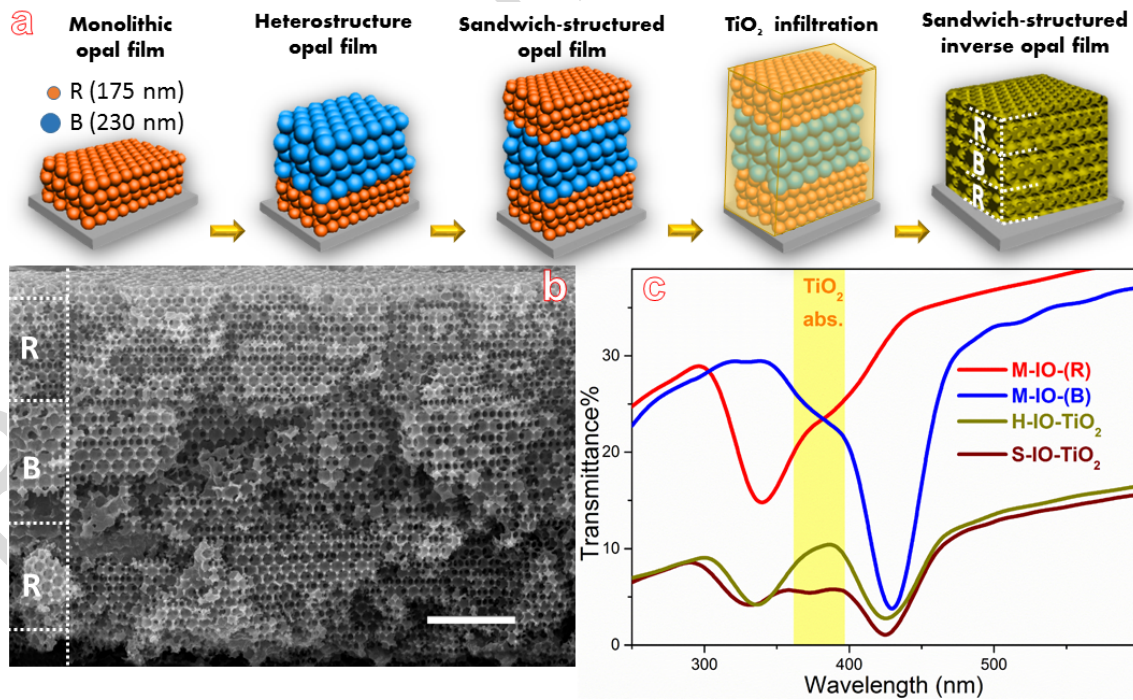 a
Monolithic
opal film
Heterostructure
opal film
Sandwich-structured
opal film
TiO₂ infiltration
Sandwich-structured
inverse opal film
R (175 nm)
B (230 nm)
R
B
R
b
R
B
R
c
TiO₂
abs.
M-IO-(R)
M-IO-(B)
H-IO-TiO₂
S-IO-TiO₂
Transmittance%
30
20
10
0
300
400
500
Wavelength (nm)